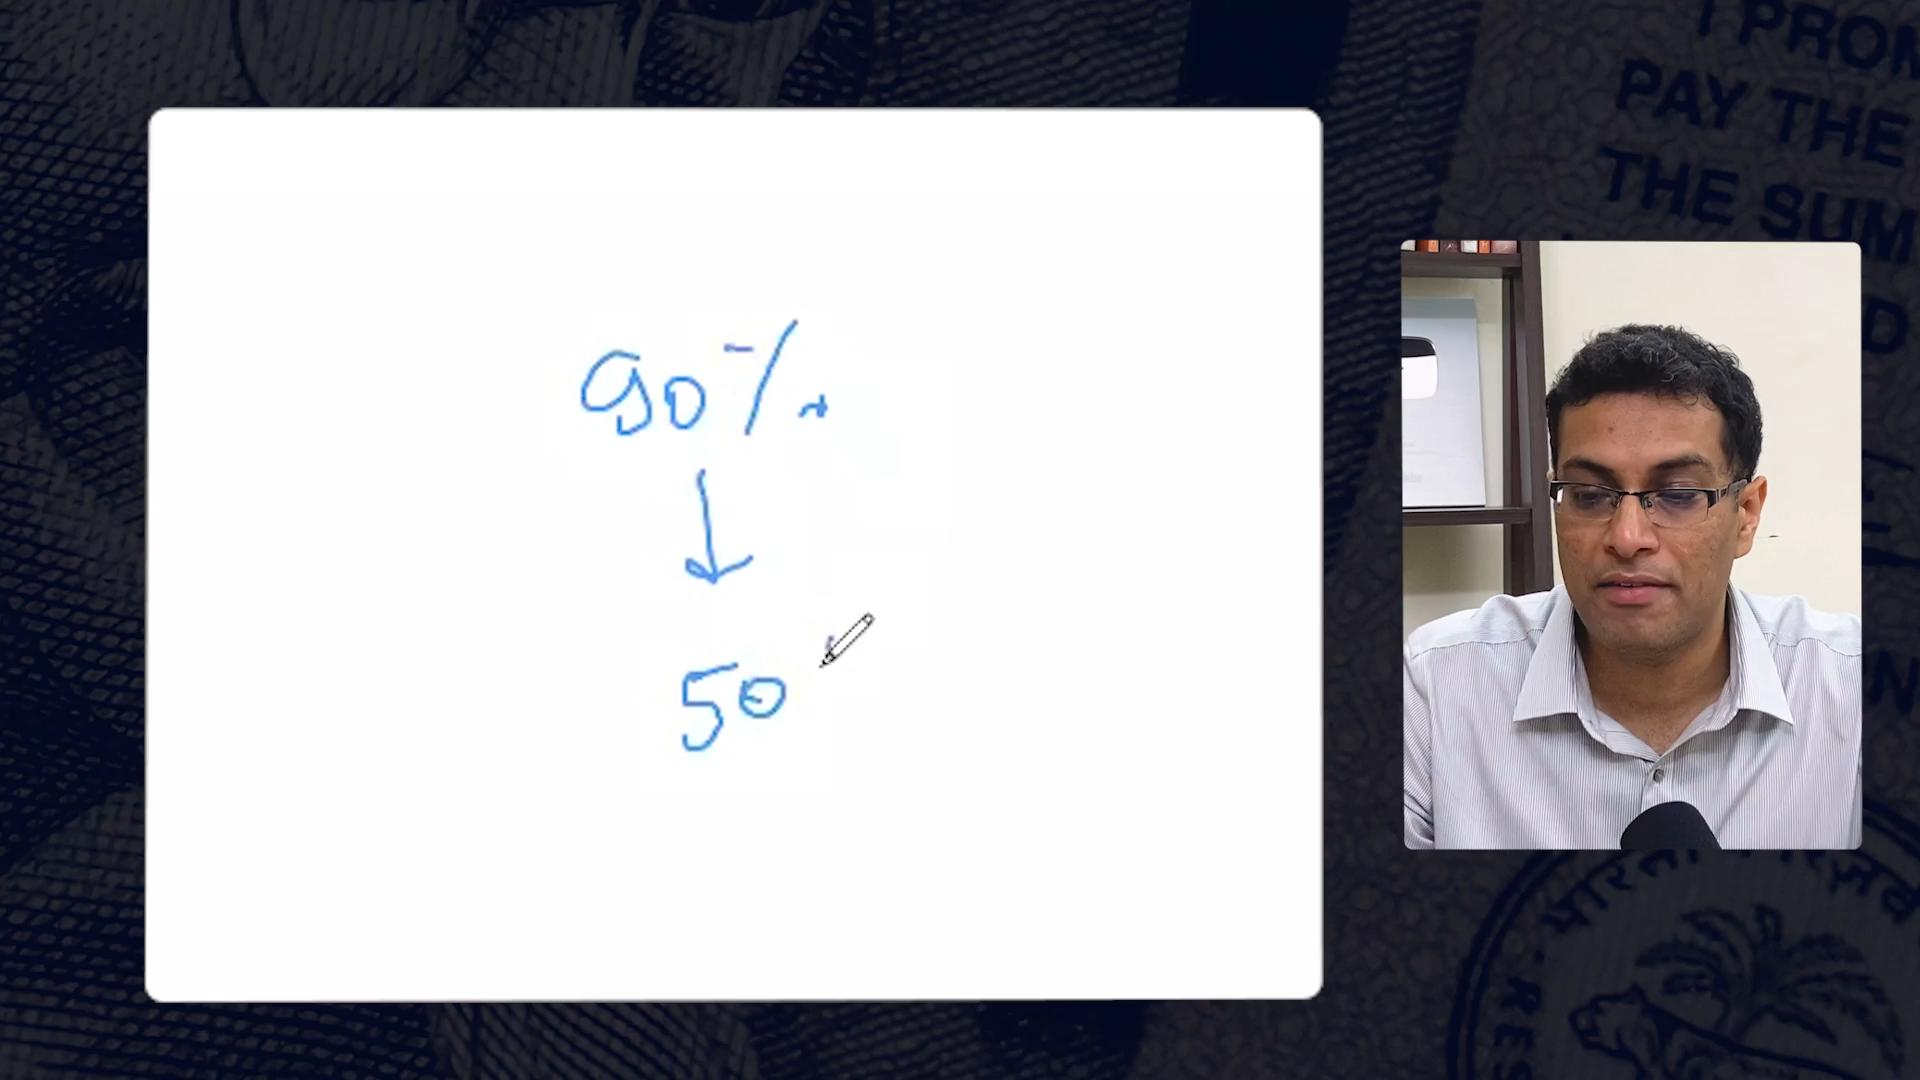 90%
↓
50
I PROM
PAY THE
THE SUM